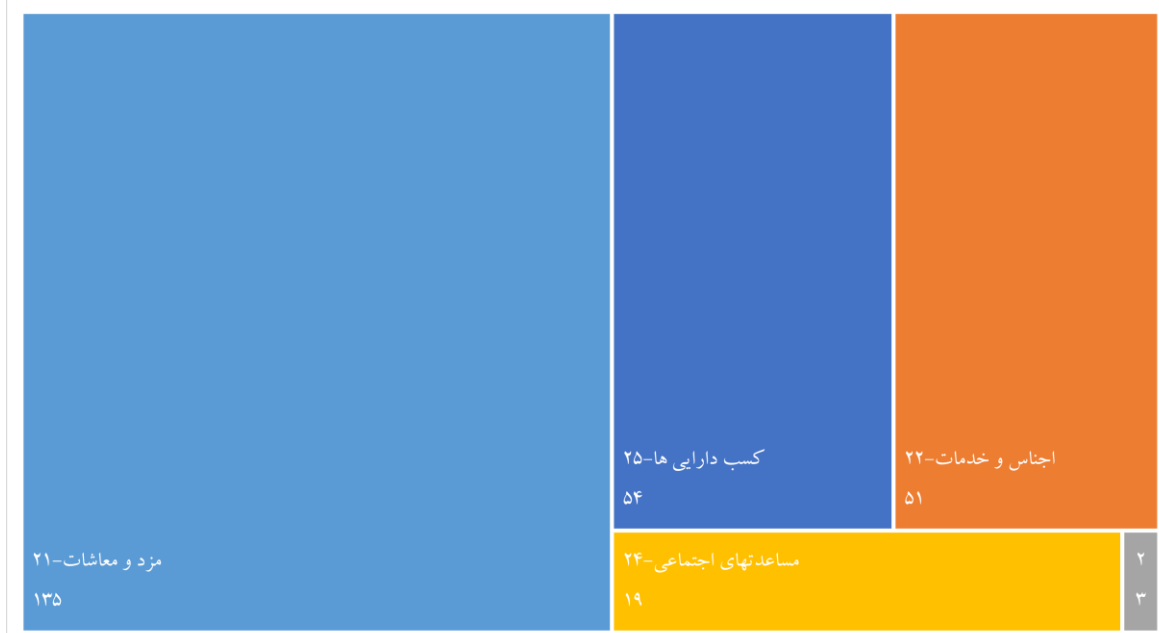 مزد و معاشات-۲۱
۱۳۵
کسب دارایی ها-۲۵
۵۴
اجناس و خدمات-۲۲
۵۱
مساعدتهای اجتماعی-۲۴
۱۹
۲
۳